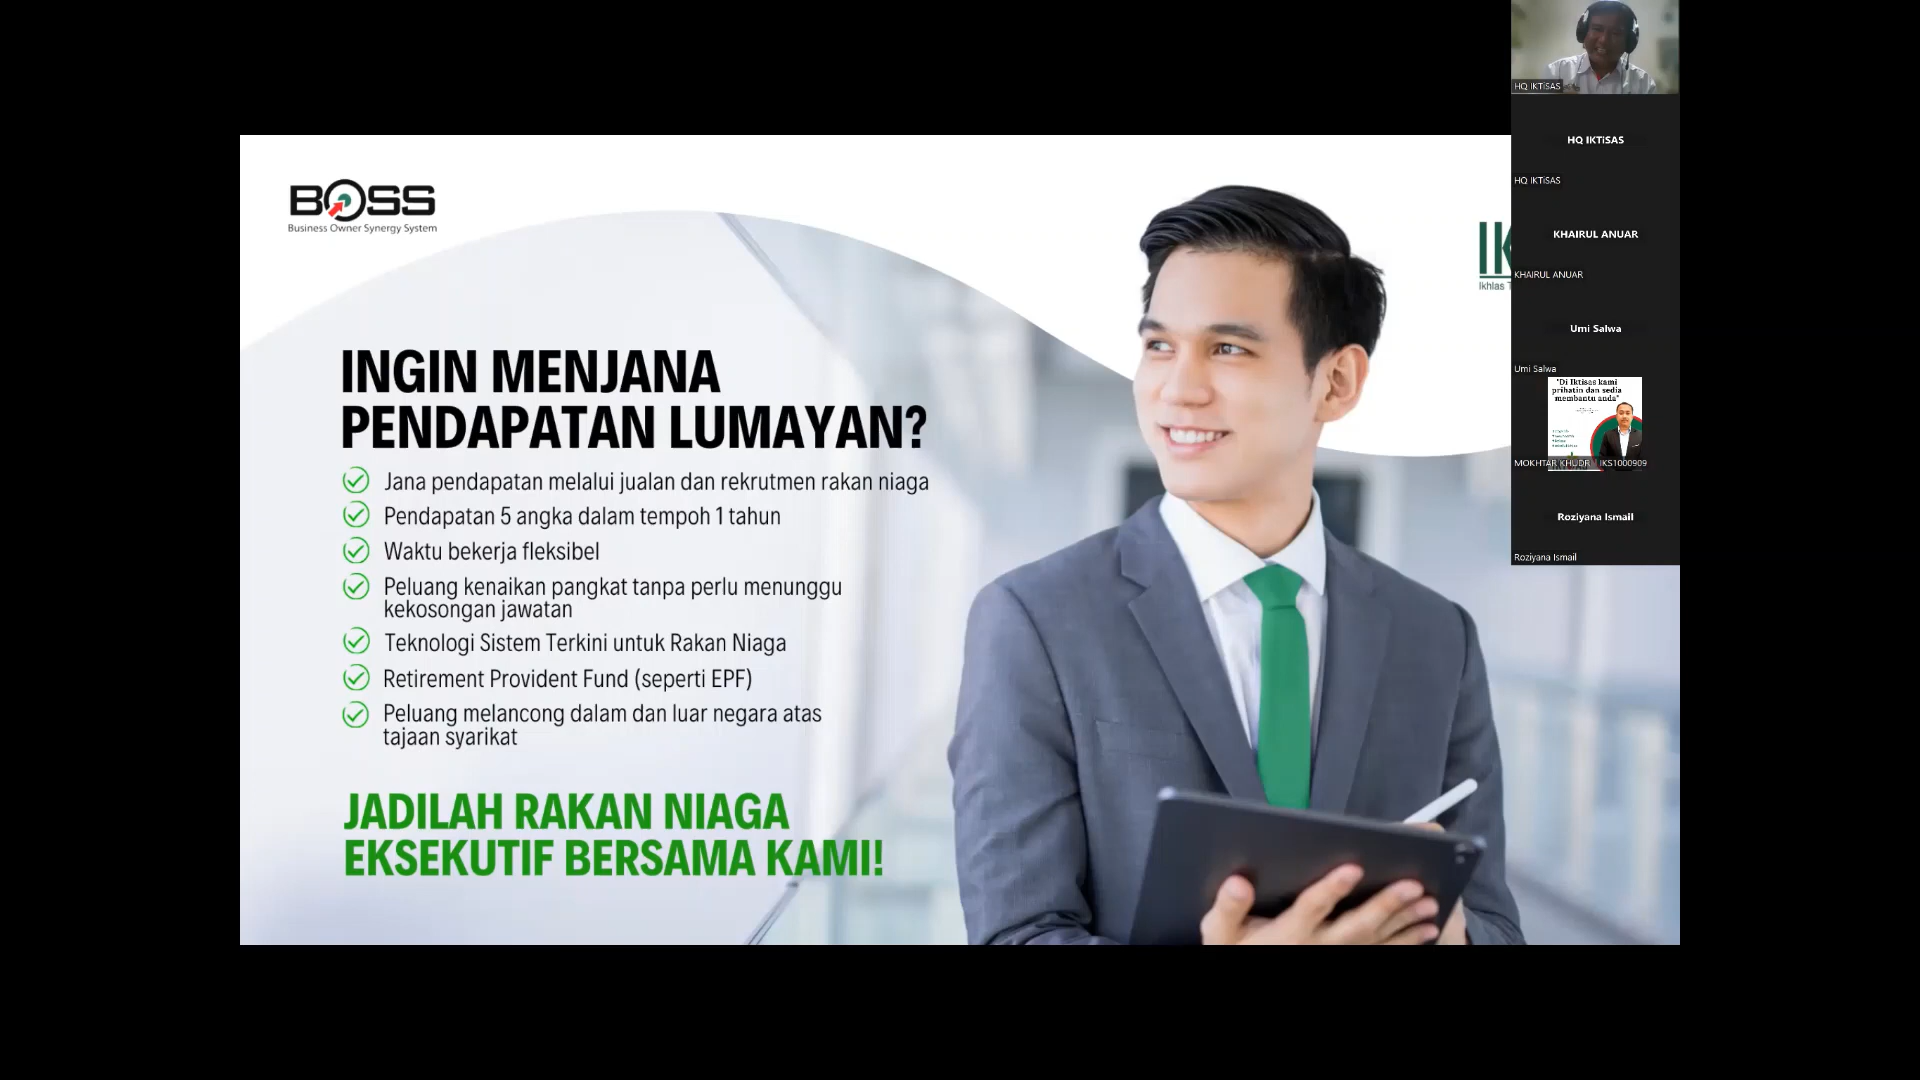 BOSS
Business Owner Synergy System
IK
Ikhlas T
INGIN MENJANA
PENDAPATAN LUMAYAN?
Jana pendapatan melalui jualan dan rekrutmen rakan niaga
Pendapatan 5 angka dalam tempoh 1 tahun
Waktu bekerja fleksibel
Peluang kenaikan pangkat tanpa perlu menunggu
kekosongan jawatan
Teknologi Sistem Terkini untuk Rakan Niaga
Retirement Provident Fund (seperti EPF)
Peluang melancong dalam dan luar negara atas
tajaan syarikat
JADILAH RAKAN NIAGA
EKSEKUTIF BERSAMA KAMI!
HQ IKTiSAS
HQ IKTiSAS
HQ IKTiSAS
KHAIRUL ANUAR
KHAIRUL ANUAR
Umi Salwa
Umi Salwa
"Di Iktisas kami
prihatin dan sedia
membantu anda"
MOKHTAR KHUDRI IKS1000909
Roziyana Ismail
Roziyana Ismail